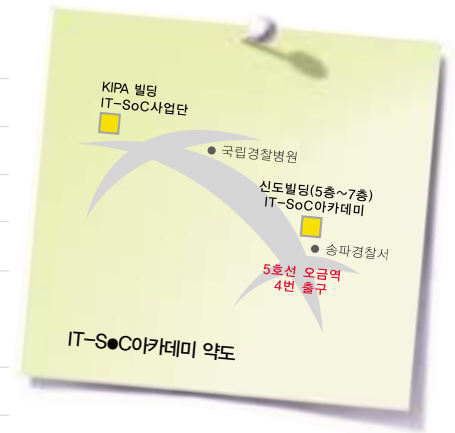 KIPA 빌딩
IT-SoC사업단
국립경찰병원
신도빌딩(5층~7층)
IT-SoC아카데미
송파경찰서
5호선 오금역
4번 출구
IT-S●C아카데미 약도